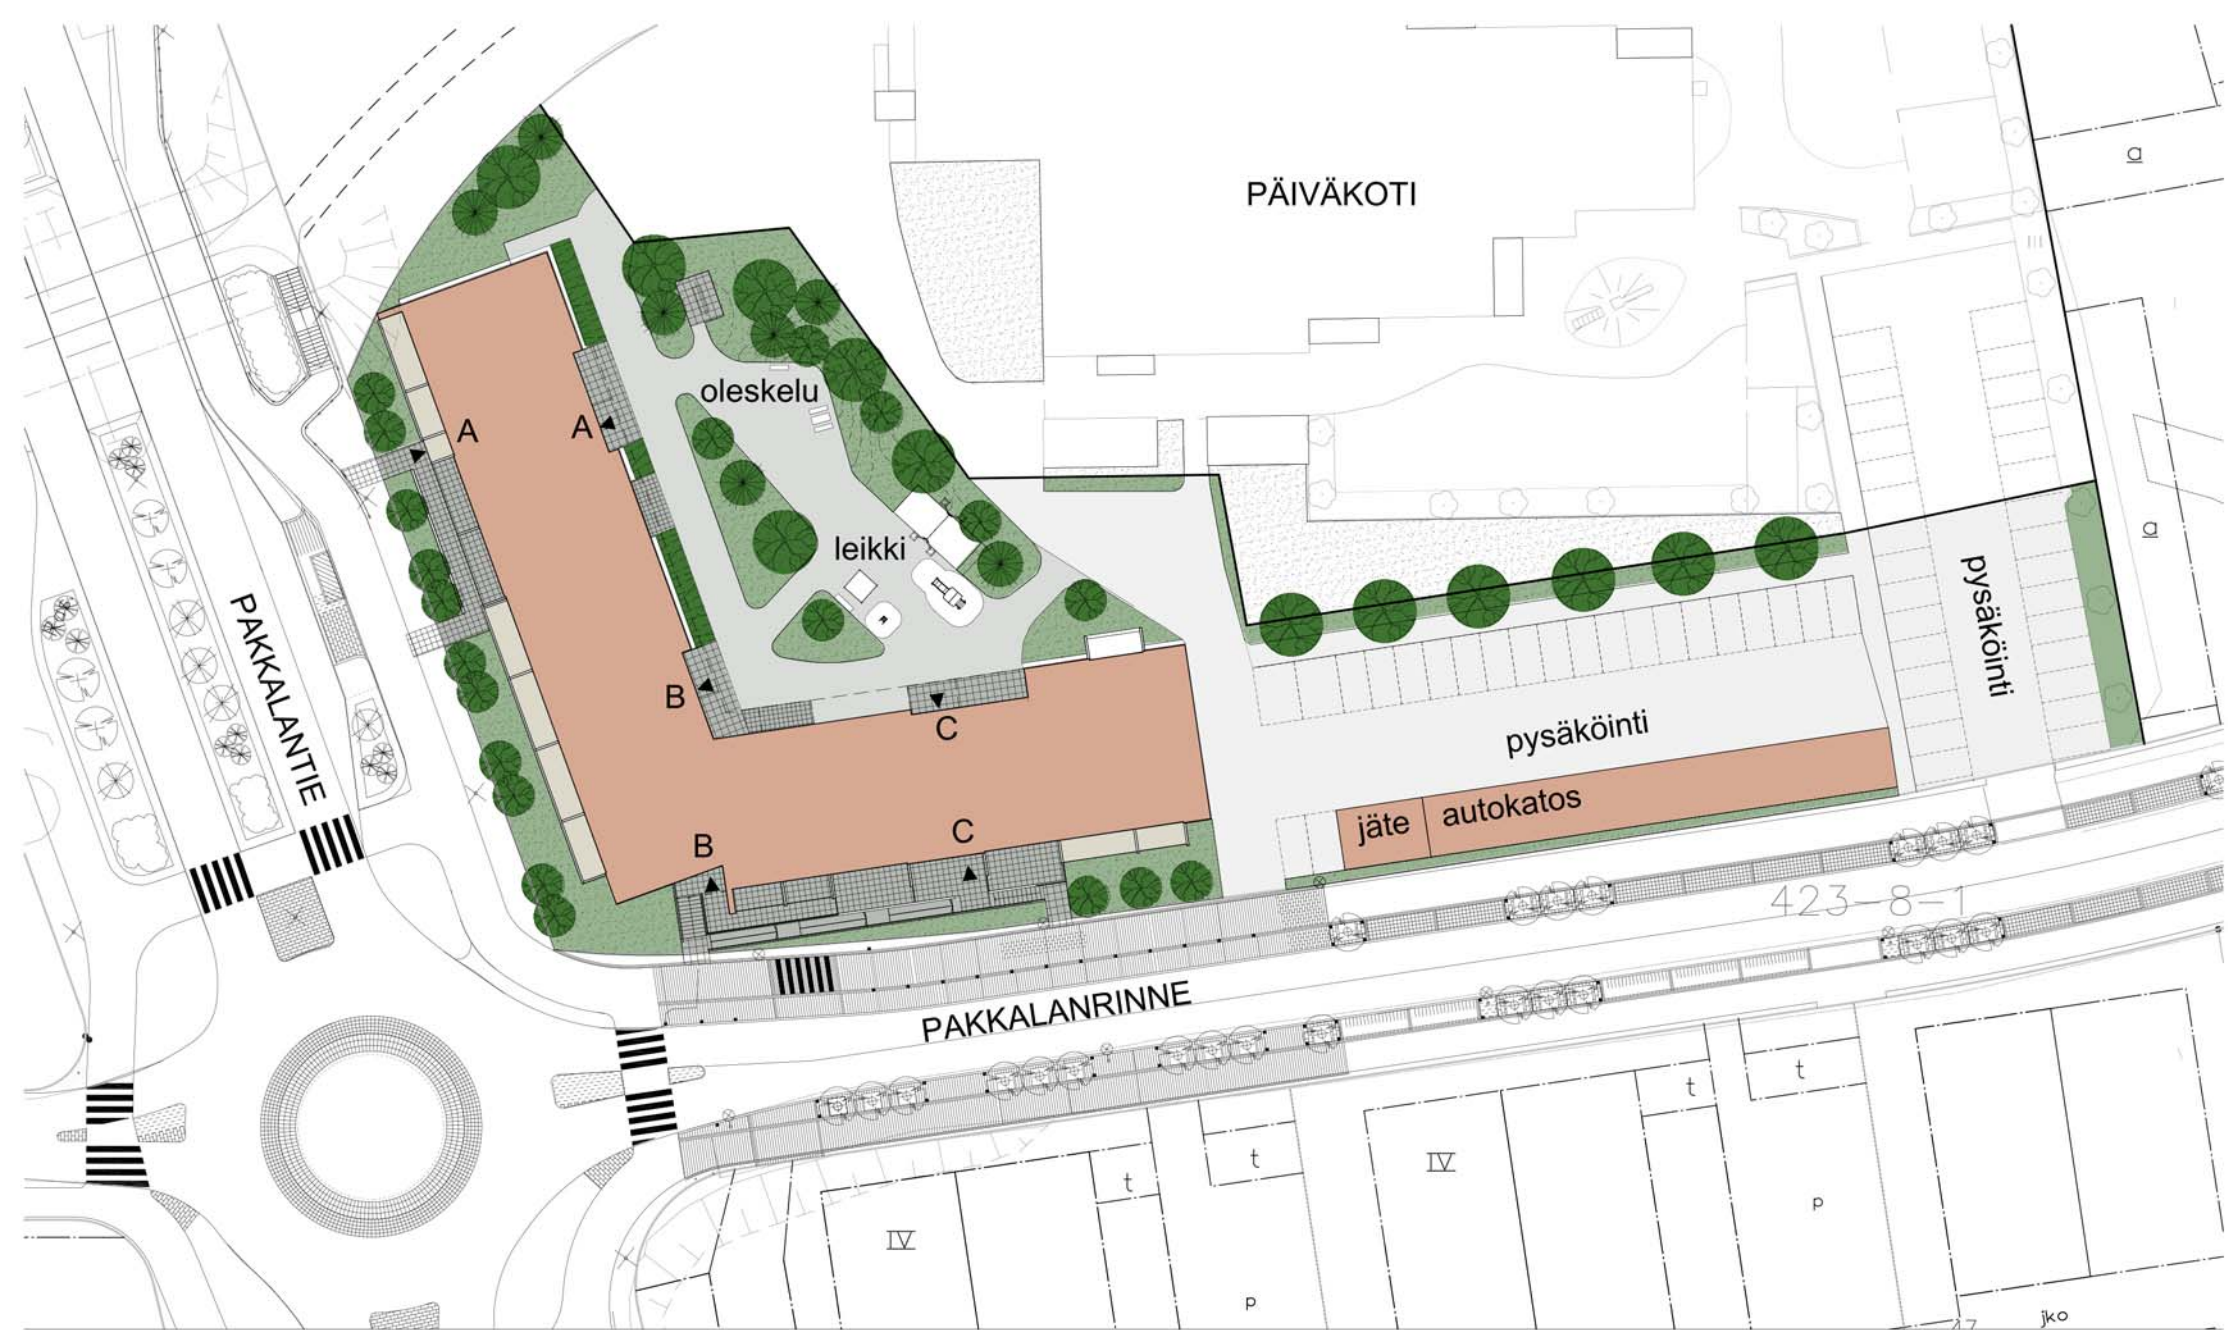 a
PÄIVÄKOTI
oleskelu
A
A
a
leikki
pysäköinti
PAKKALANTIE
B
C
pysäköinti
B
C
jäte
autokatos
423-8-1
PAKKALANRINNE
t
t
t
t
IV
IV
p
p
jko